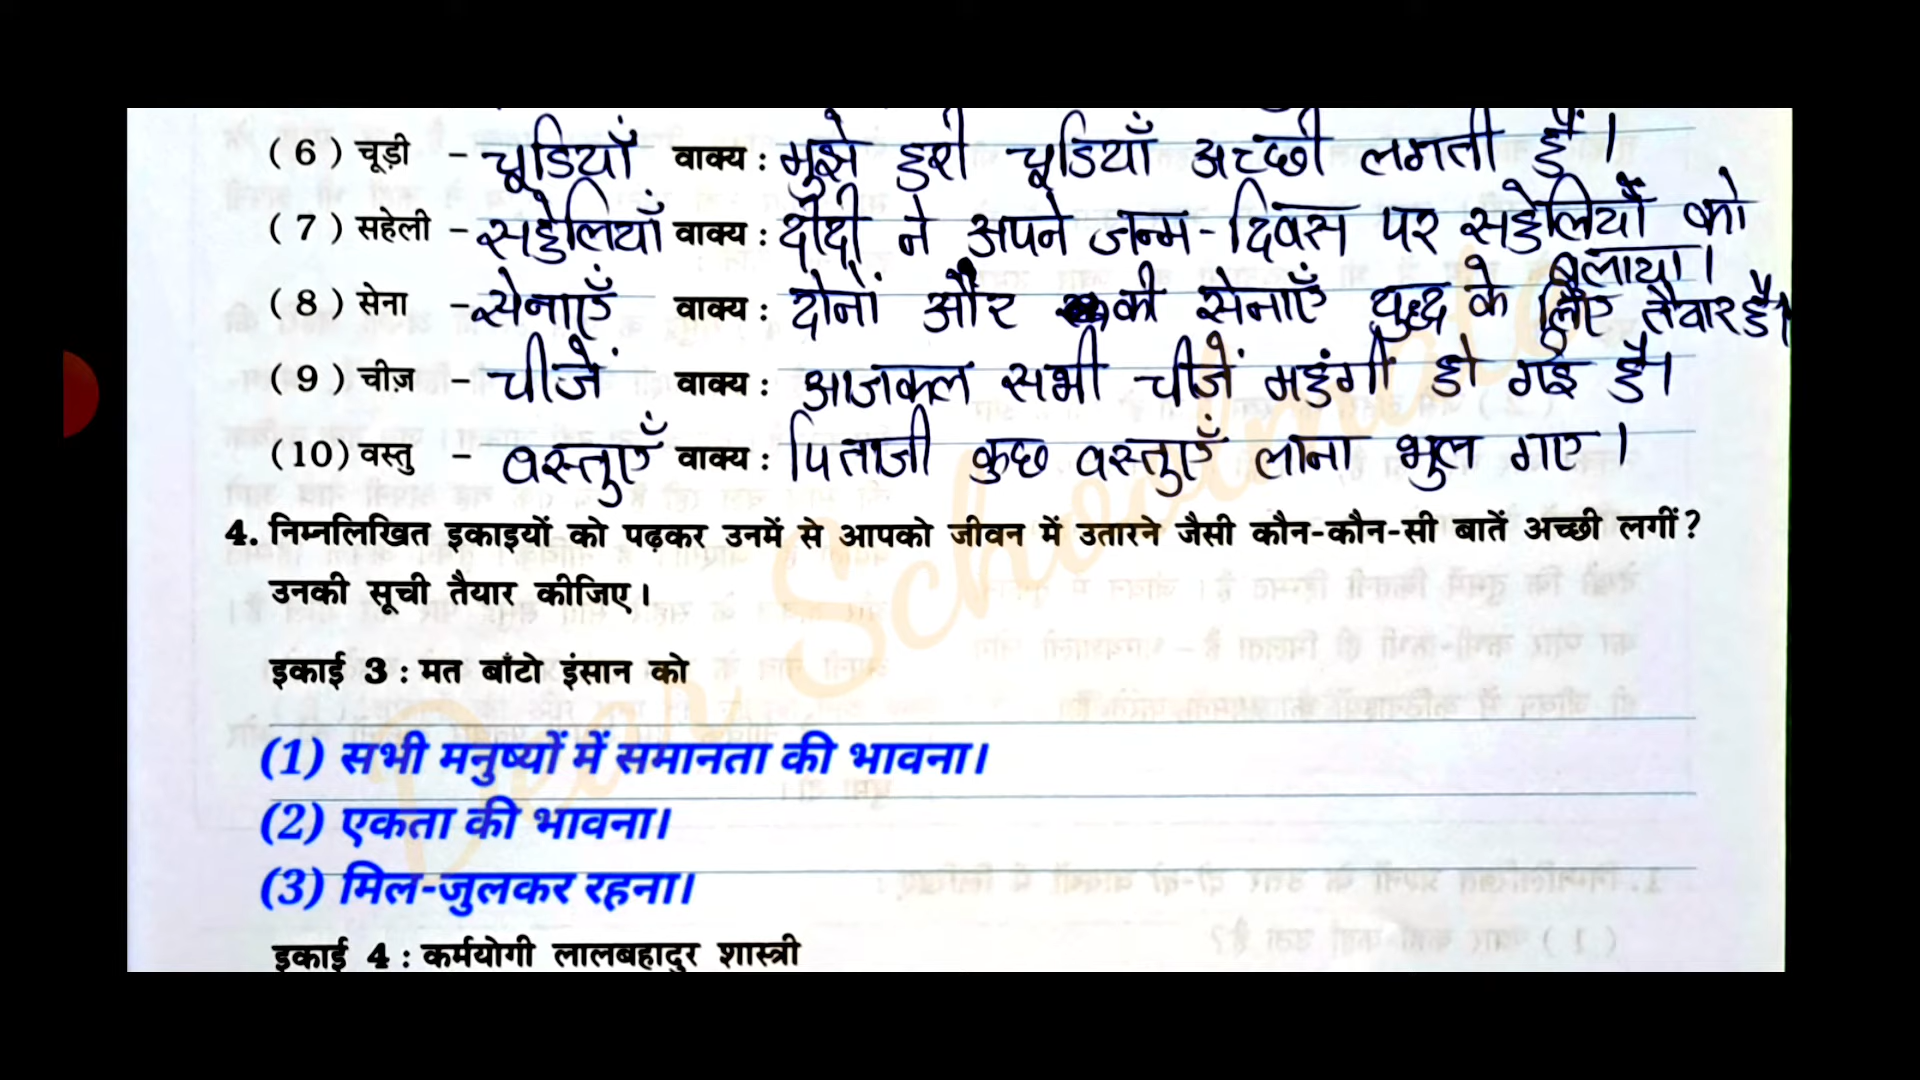 ( 6 ) चूड़ी - चूडियाँ वाक्य : मुझे हरी चूडियाँ अच्छी लगती हैं।
( 7 ) सहेली - सहेलियाँ वाक्य : दीदी ने अपने जन्म-दिवस पर सहेलियों को
बुलाया।
( 8 ) सेना - सेनाएँ वाक्य : दोनों और की सेनाएँ युद्ध के लिए तैयार है।
( 9 ) चीज़ - चीजें वाक्य : आजकल सभी चीजें महंगी हो गई है।
(10) वस्तु - वस्तुएँ वाक्य : पिताजी कुछ वस्तुएँ लाना भुल गए।
4. निम्नलिखित इकाइयों को पढ़कर उनमें से आपको जीवन में उतारने जैसी कौन-कौन-सी बातें अच्छी लगीं?
उनकी सूची तैयार कीजिए।
इकाई 3 : मत बाँटो इंसान को
(1) सभी मनुष्यों में समानता की भावना।
(2) एकता की भावना।
(3) मिल-जुलकर रहना।
इकाई 4 : कर्मयोगी लालबहादुर शास्त्री